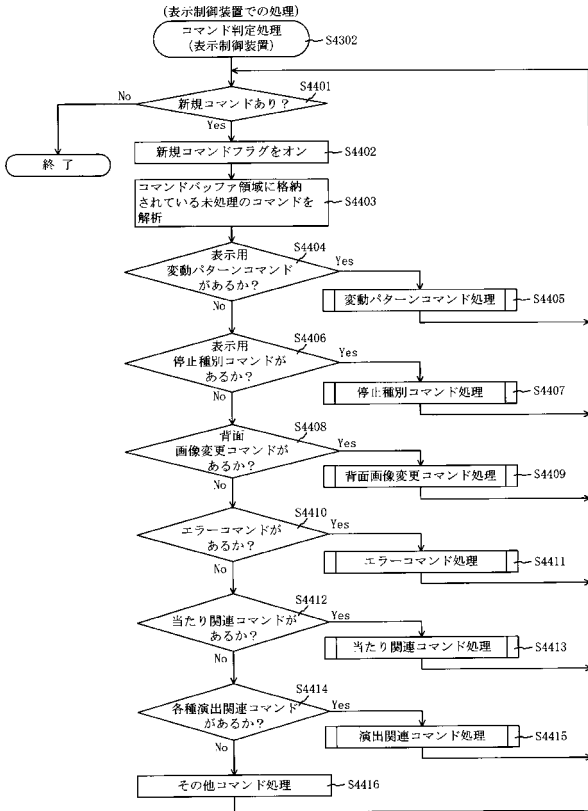 (表示制御装置での処理)
コマンド判定処理
(表示制御装置)
S4302
S4401
新規コマンドあり？
No
Yes
終 了
新規コマンドフラグをオン
S4402
コマンドバッファ領域に格納
されている未処理のコマンドを
解析
S4403
S4404
表示用
変動パターンコマンド
があるか？
Yes
No
変動パターンコマンド処理
S4405
S4406
表示用
停止種別コマンドが
あるか？
Yes
No
停止種別コマンド処理
S4407
S4408
背面
画像変更コマンドが
あるか？
Yes
No
背面画像変更コマンド処理
S4409
S4410
エラーコマンドが
あるか？
Yes
No
エラーコマンド処理
S4411
S4412
当たり関連コマンドが
あるか？
Yes
No
当たり関連コマンド処理
S4413
S4414
各種演出関連コマンド
があるか？
Yes
No
演出関連コマンド処理
S4415
その他コマンド処理
S4416